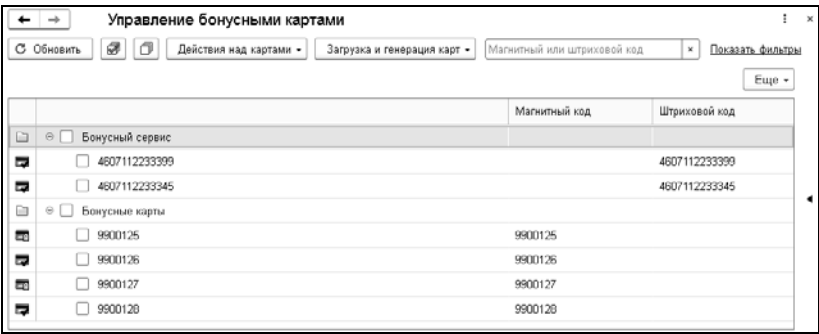 Управление бонусными картами
Обновить Действия над картами Загрузка и генерация карт Магнитный или штриховой код × Показать фильтры
Еще
Магнитный код Штриховой код
Бонусный сервис
4607112233399 4607112233399
4607112233345 4607112233345
Бонусные карты
9900125 9900125
9900126 9900126
9900127 9900127
9900128 9900128